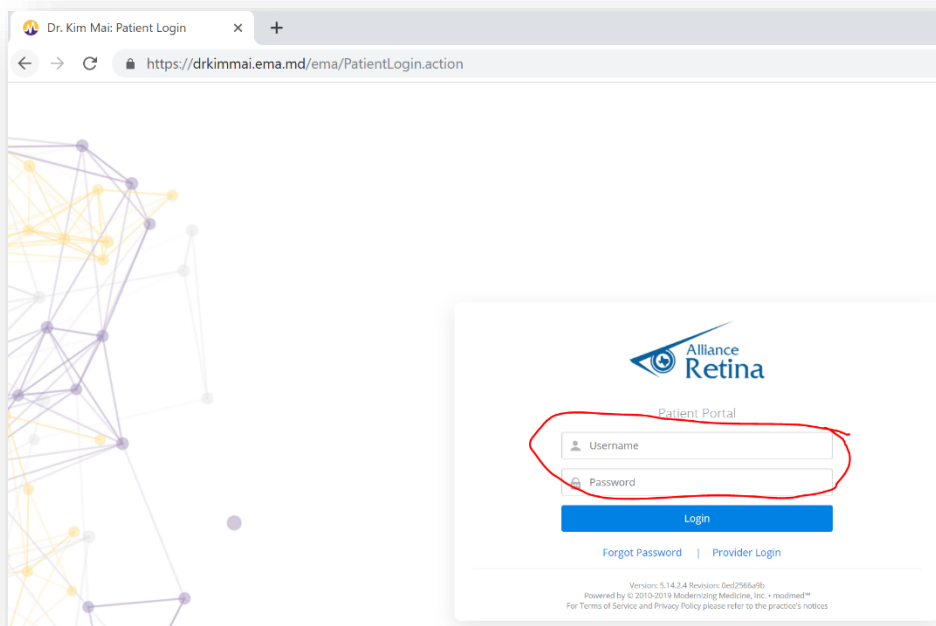 Dr. Kim Mai: Patient Login
https://drkimmai.ema.md/ema/PatientLogin.action
Alliance
Retina
Patient Portal
Username
Password
Login
Forgot Password | Provider Login
Version: 5.14.2.4 Revision: 0ed2566a9b
Powered by © 2010-2019 Modernizing Medicine, Inc. • modmed™
For Terms of Service and Privacy Policy please refer to the practice's notices